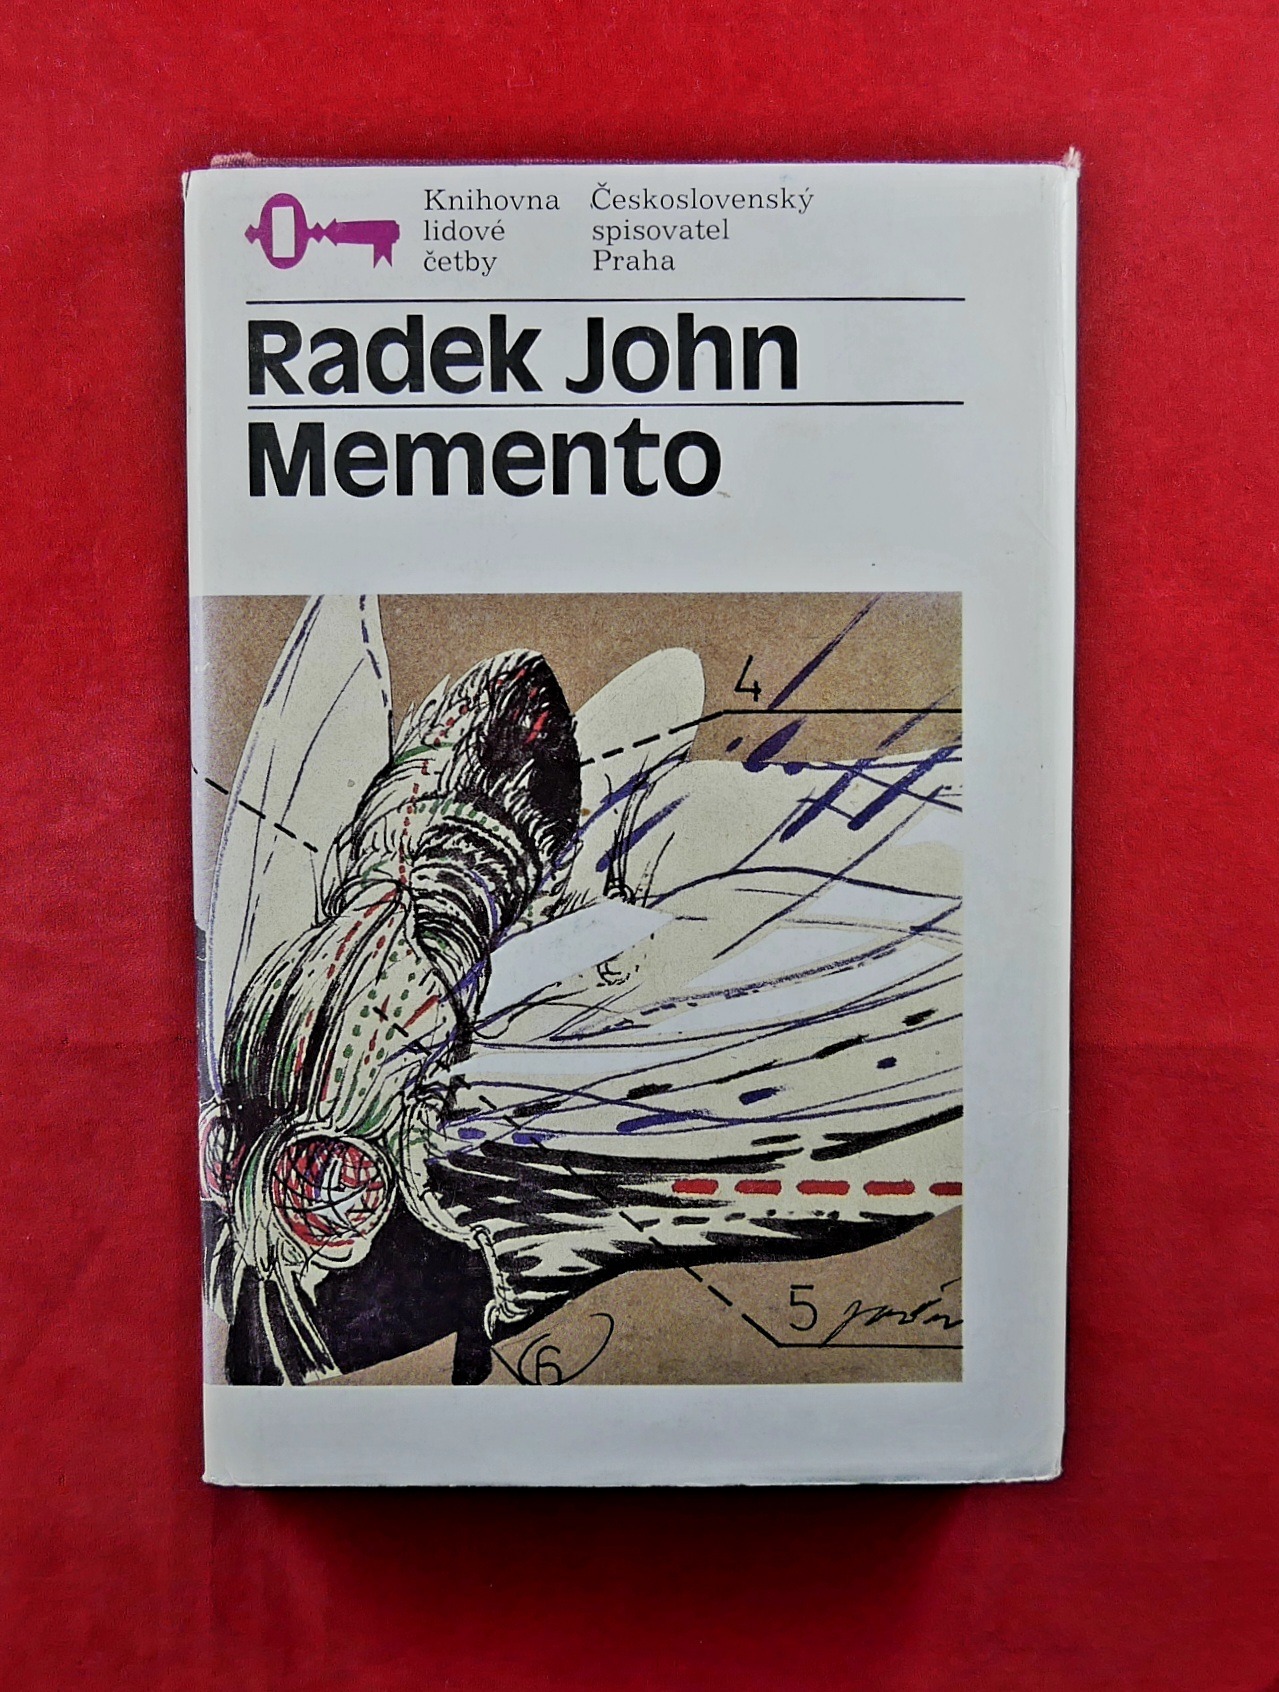 Knihovna
lidové
četby
Československý
spisovatel
Praha
Radek John
Memento
4
5
6